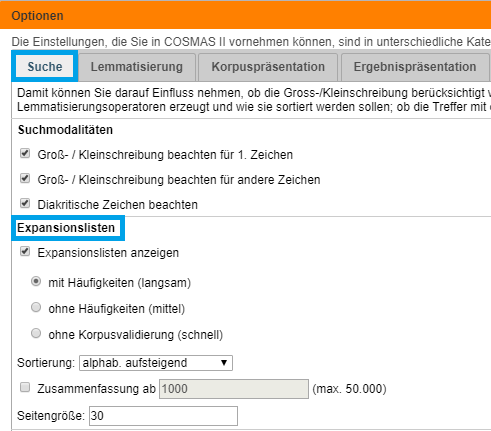 Optionen
Die Einstellungen, die Sie in COSMAS II vornehmen können, sind in unterschiedliche Kate
Suche Lemmatisierung Korpuspräsentation Ergebnispräsentation
Damit können Sie darauf Einfluss nehmen, ob die Gross-/Kleinschreibung berücksichtigt
Lemmatisierungsoperatoren erzeugt und wie sie sortiert werden sollen; ob die Treffer mit
Suchmodalitäten
Groß- / Kleinschreibung beachten für 1. Zeichen
Groß- / Kleinschreibung beachten für andere Zeichen
Diakritische Zeichen beachten
Expansionslisten
Expansionslisten anzeigen
mit Häufigkeiten (langsam)
ohne Häufigkeiten (mittel)
ohne Korpusvalidierung (schnell)
Sortierung: alphab. aufsteigend
Zusammenfassung ab 1000 (max. 50.000)
Seitengröße: 30